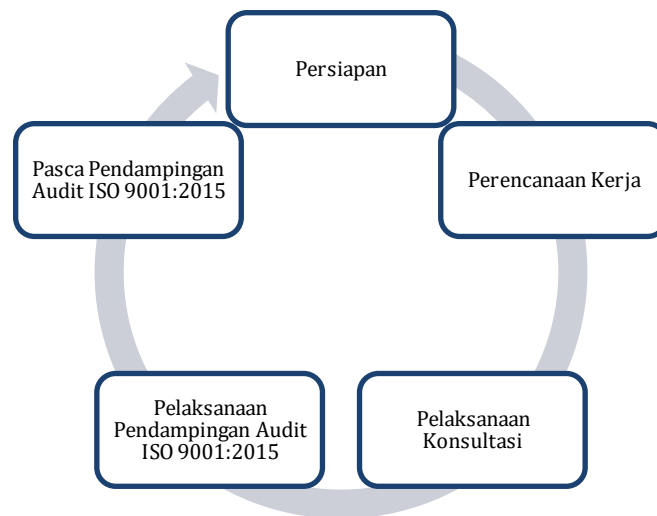 Persiapan
Perencanaan Kerja
Pelaksanaan
Konsultasi
Pelaksanaan
Pendampingan Audit
ISO 9001:2015
Pasca Pendampingan
Audit ISO 9001:2015